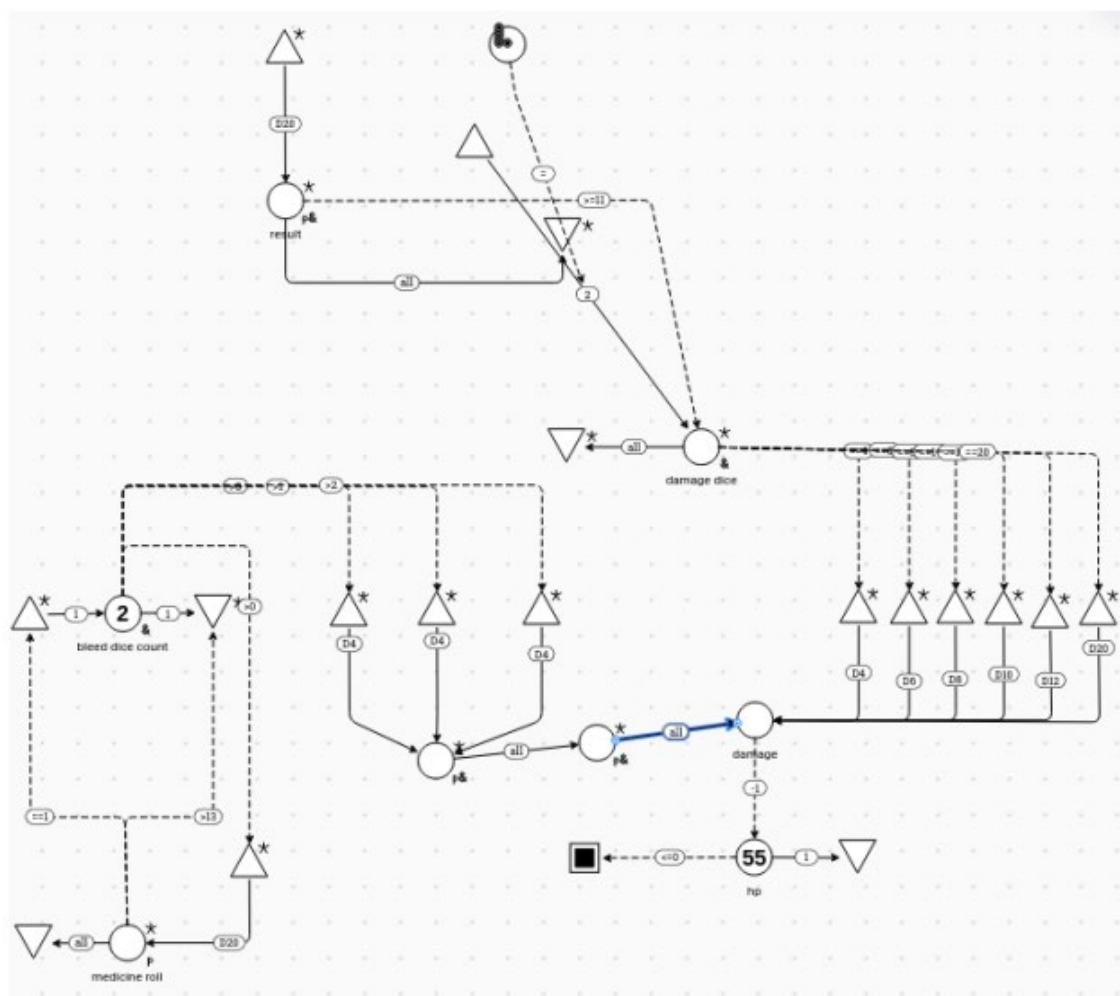 D20
=
>=11
*
p&
result
all
2
*
all
*
&
damage dice
==20
>2
1
2
1
>0
&
bleed dice count
D4
D4
D4
D4
D6
D8
D10
D12
D20
all
p&
all
p&
damage
-1
==1
>13
<=0
55
1
hp
all
D20
p
medicine roll